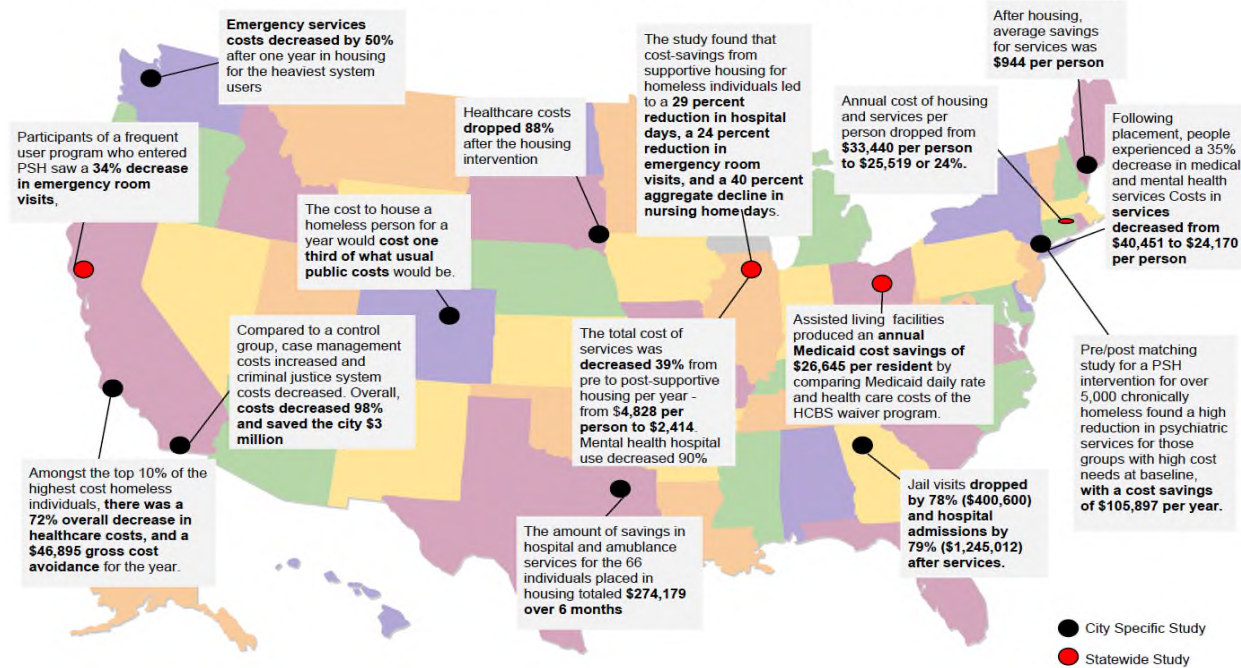 Emergency services
costs decreased by 50%
after one year in housing
for the heaviest system
users
Participants of a frequent
user program who entered
PSH saw a 34% decrease
in emergency room
visits,
Healthcare costs
dropped 88%
after the housing
intervention
The cost to house a
homeless person for a
year would cost one
third of what usual
public costs would be.
The study found that
cost-savings from
supportive housing for
homeless individuals led
to a 29 percent
reduction in hospital
days, a 24 percent
reduction in
emergency room
visits, and a 40 percent
aggregate decline in
nursing home days.
Annual cost of housing
and services per
person dropped from
$33,440 per person
to $25,519 or 24%.
After housing,
average savings
for services was
$944 per person
Following
placement, people
experienced a 35%
decrease in medical
and mental health
services Costs in
services
decreased from
$40,451 to $24,170
per person
Compared to a control
group, case management
costs increased and
criminal justice system
costs decreased. Overall,
costs decreased 98%
and saved the city $3
million
Amongst the top 10% of the
highest cost homeless
individuals, there was a
72% overall decrease in
healthcare costs, and a
$46,895 gross cost
avoidance for the year.
The total cost of
services was
decreased 39% from
pre to post-supportive
housing per year -
from $4,828 per
person to $2,414.
Mental health hospital
use decreased 90%
Assisted living facilities
produced an annual
Medicaid cost savings of
$26,645 per resident by
comparing Medicaid daily rate
and health care costs of the
HCBS waiver program.
Pre/post matching
study for a PSH
intervention for over
5,000 chronically
homeless found a high
reduction in psychiatric
services for those
groups with high cost
needs at baseline,
with a cost savings
of $105,897 per year.
The amount of savings in
hospital and amublance
services for the 66
individuals placed in
housing totaled $274,179
over 6 months
Jail visits dropped
by 78% ($400,600)
and hospital
admissions by
79% ($1,245,012)
after services.
City Specific Study
Statewide Study